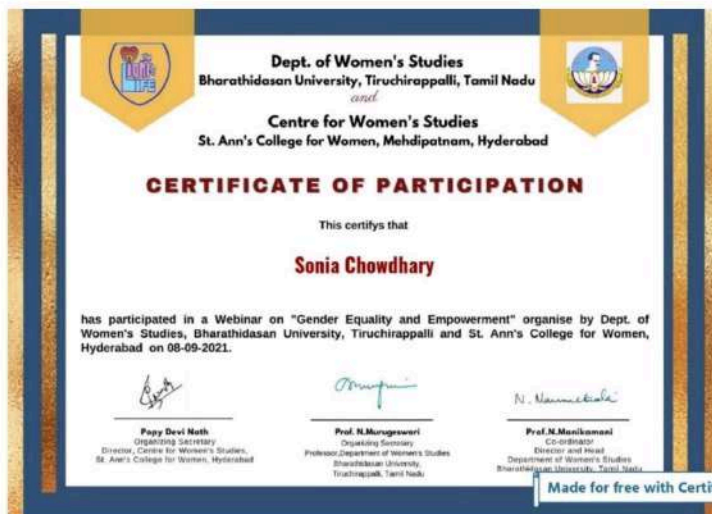 LOVE
LIFE
Dept. of Women's Studies
Bharathidasan University, Tiruchirappalli, Tamil Nadu
and
Centre for Women's Studies
St. Ann's College for Women, Mehdipatnam, Hyderabad
CERTIFICATE OF PARTICIPATION
This certifys that
Sonia Chowdhary
has participated in a Webinar on "Gender Equality and Empowerment" organise by Dept. of
Women's Studies, Bharathidasan University, Tiruchirappalli and St. Ann's College for Women,
Hyderabad on 08-09-2021.
Papy Devi Nath
Organizing Secretary
Director, Centre for Women's Studies,
St. Ann's College for Women, Hyderabad
Prof. N.Murugeswari
Organizing Secretary
Professor,Department of Women's Studies
Bharathidasan University,
Tiruchirappalli, Tamil Nadu
N.
Prof.N.Manikamani
Co-ordinator
Director and Head
Department of Women's Studies
Bharathidasan University, Tamil Nadu
Made for free with Certif